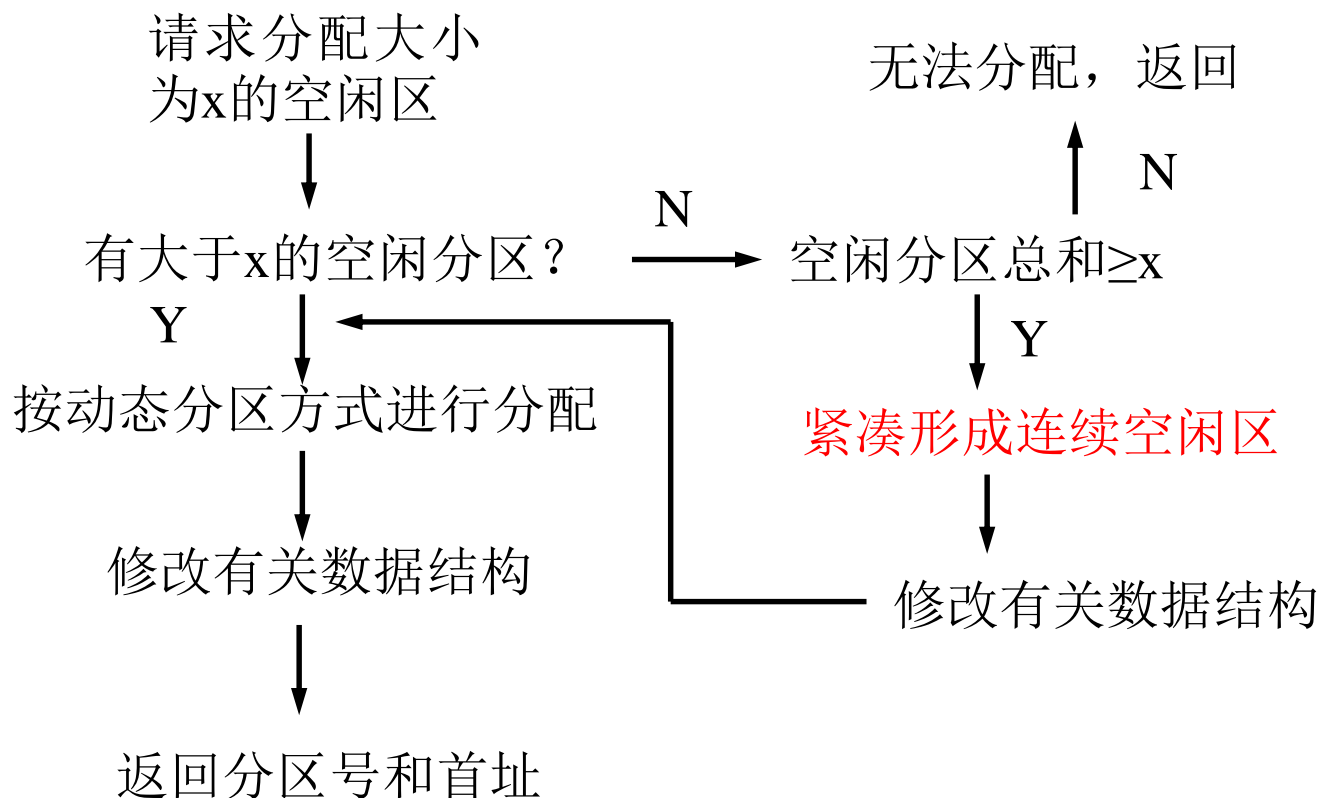 请求分配大小
为x的空闲区
无法分配，返回
N
N
有大于x的空闲分区？
空闲分区总和≥x
Y
Y
按动态分区方式进行分配
紧凑形成连续空闲区
修改有关数据结构
修改有关数据结构
返回分区号和首址